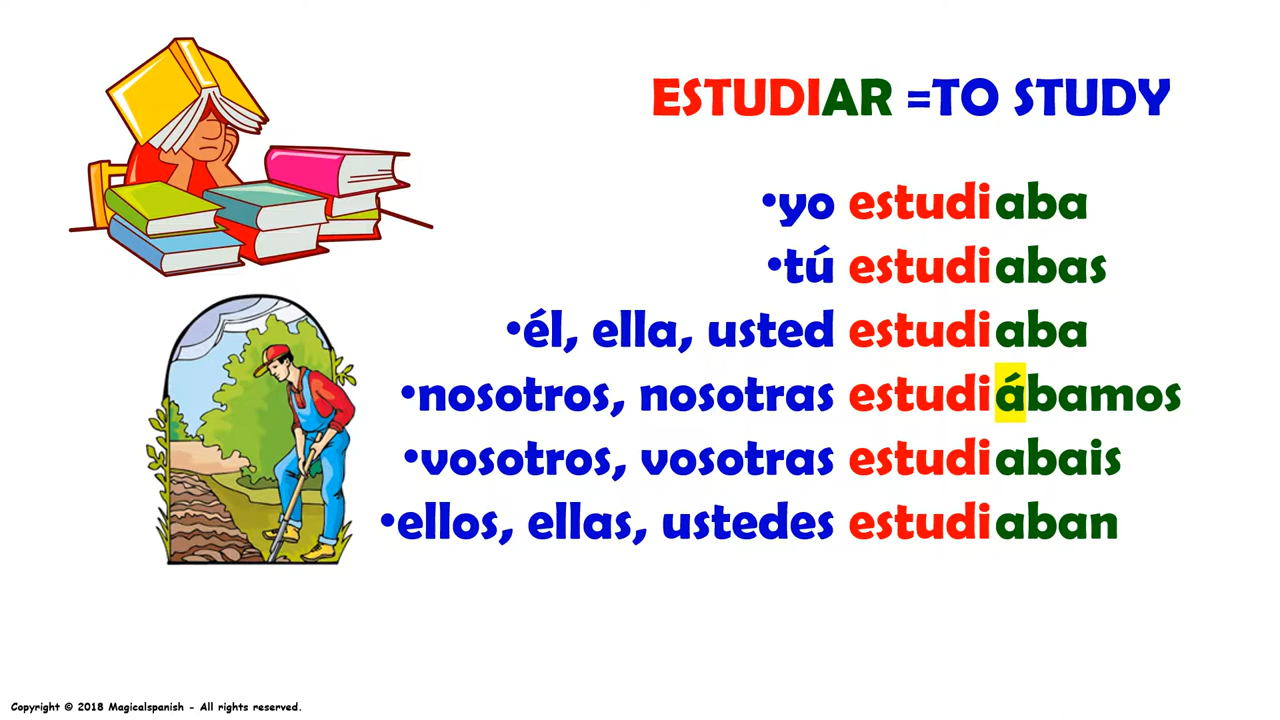 ESTUDIAR =TO STUDY
•yo estudiaba
•tú estudiabas
•él, ella, usted estudiaba
•nosotros, nosotras estudiábamos
•vosotros, vosotras estudiabais
•ellos, ellas, ustedes estudiaban
Copyright © 2018 Magicalspanish - All rights reserved.